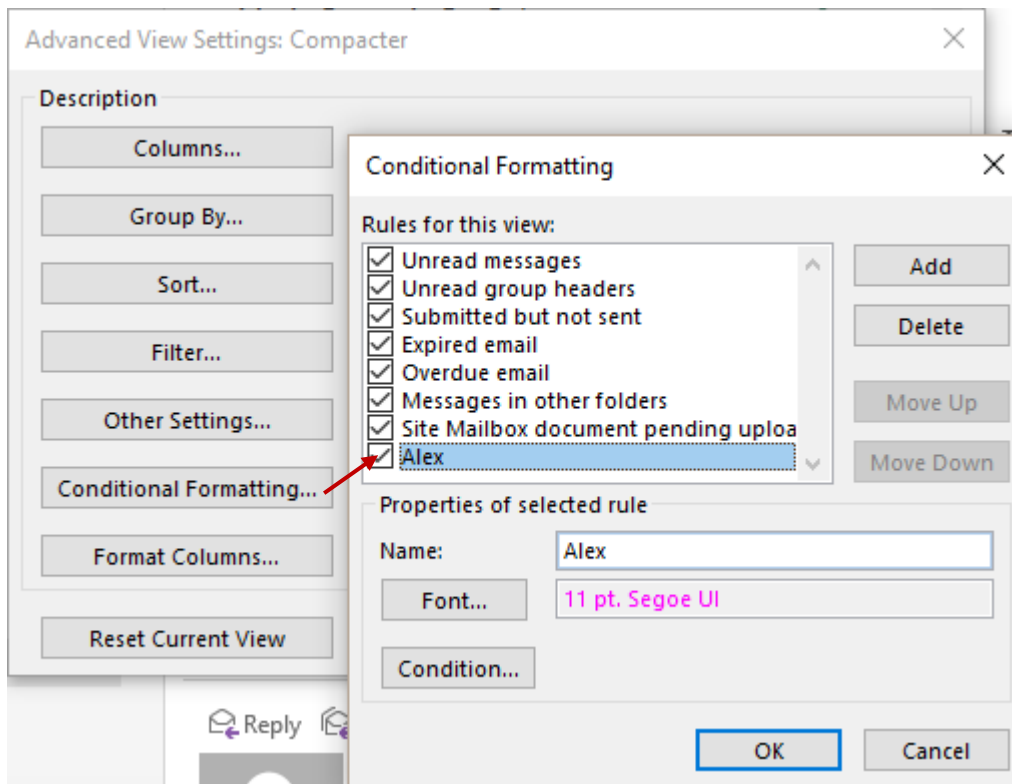 Advanced View Settings: Compacter
Description
Columns...
Group By...
Sort...
Filter...
Other Settings...
Conditional Formatting...
Format Columns...
Reset Current View
Conditional Formatting
Rules for this view:
Unread messages
Unread group headers
Submitted but not sent
Expired email
Overdue email
Messages in other folders
Site Mailbox document pending uploa
Alex
Add
Delete
Move Up
Move Down
Properties of selected rule
Name:
Alex
Font...
11 pt. Segoe UI
Condition...
OK
Cancel
Reply